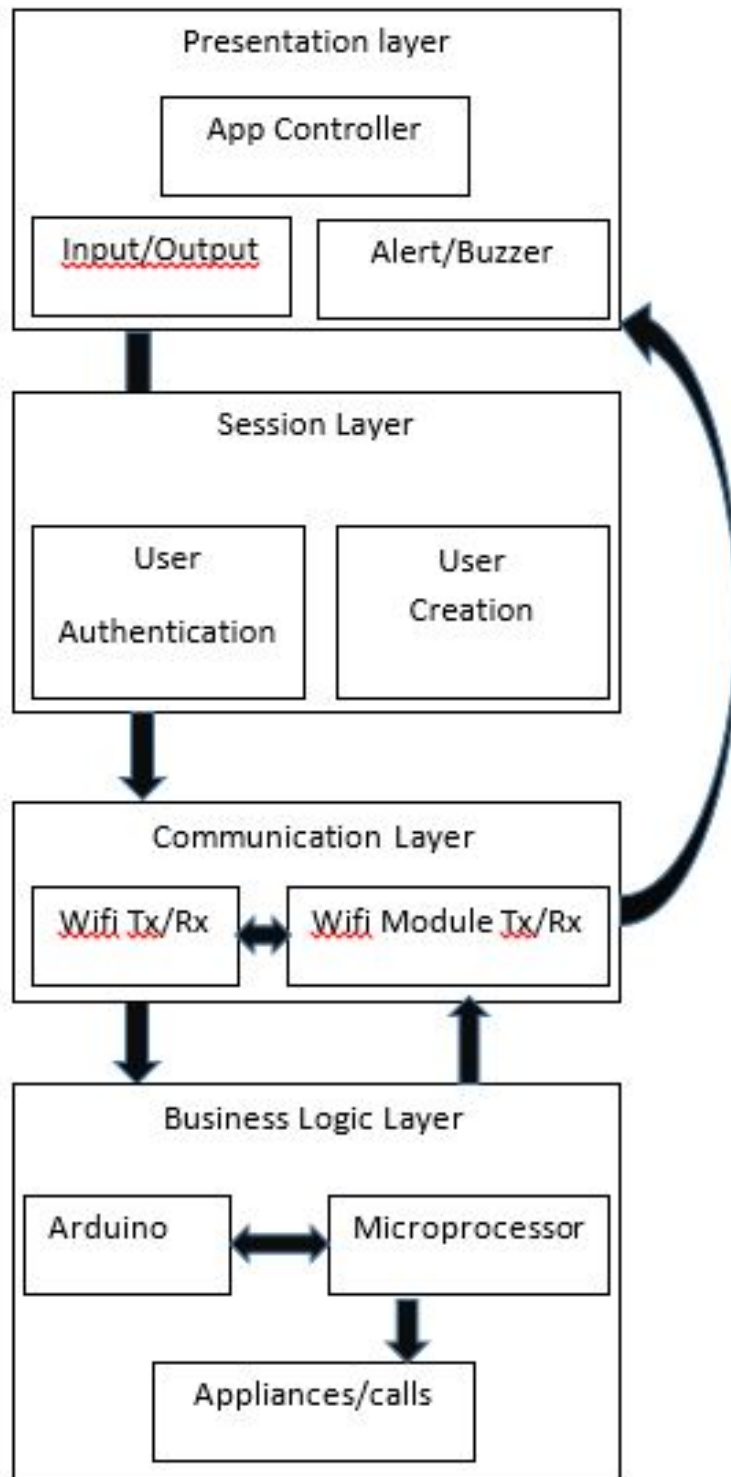 Presentation layer
App Controller
Input/Output
Alert/Buzzer
Session Layer
User
Authentication
User
Creation
Communication Layer
Wifi Tx/Rx
Wifi Module Tx/Rx
Business Logic Layer
Arduino
Microprocessor
Appliances/calls